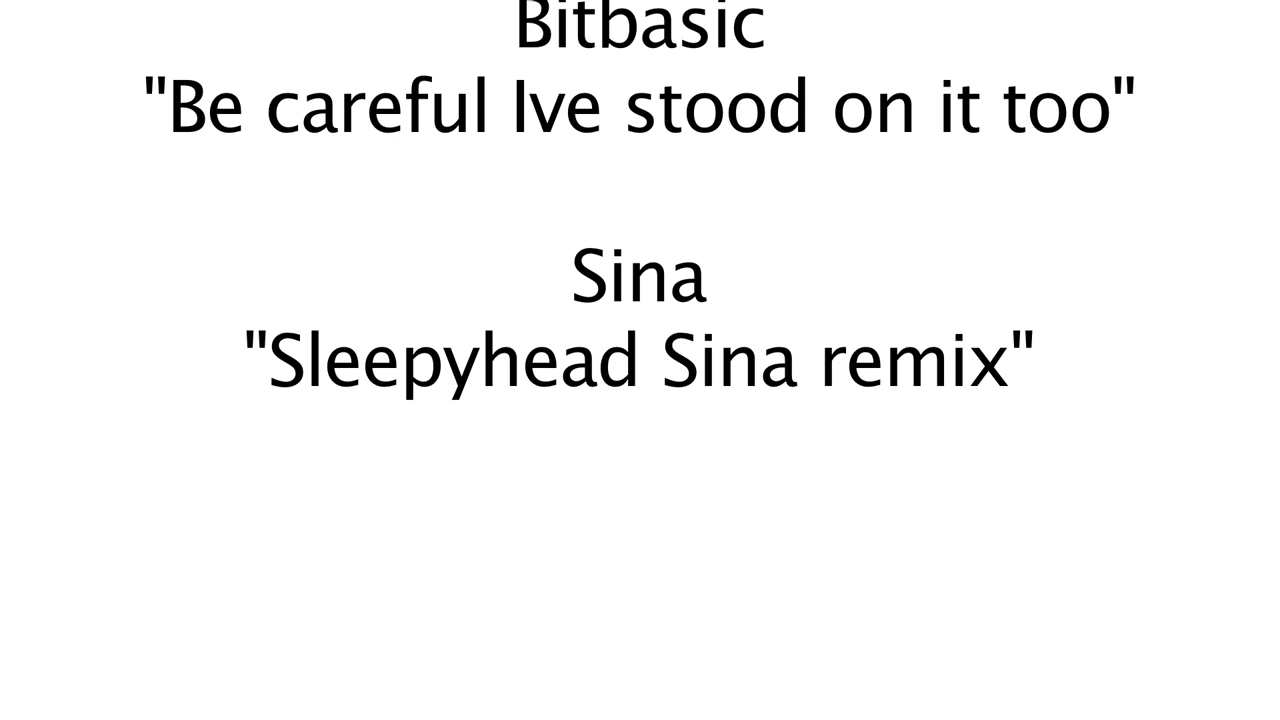 Bitbasic
"Be careful Ive stood on it too"
Sina
"Sleepyhead Sina remix"